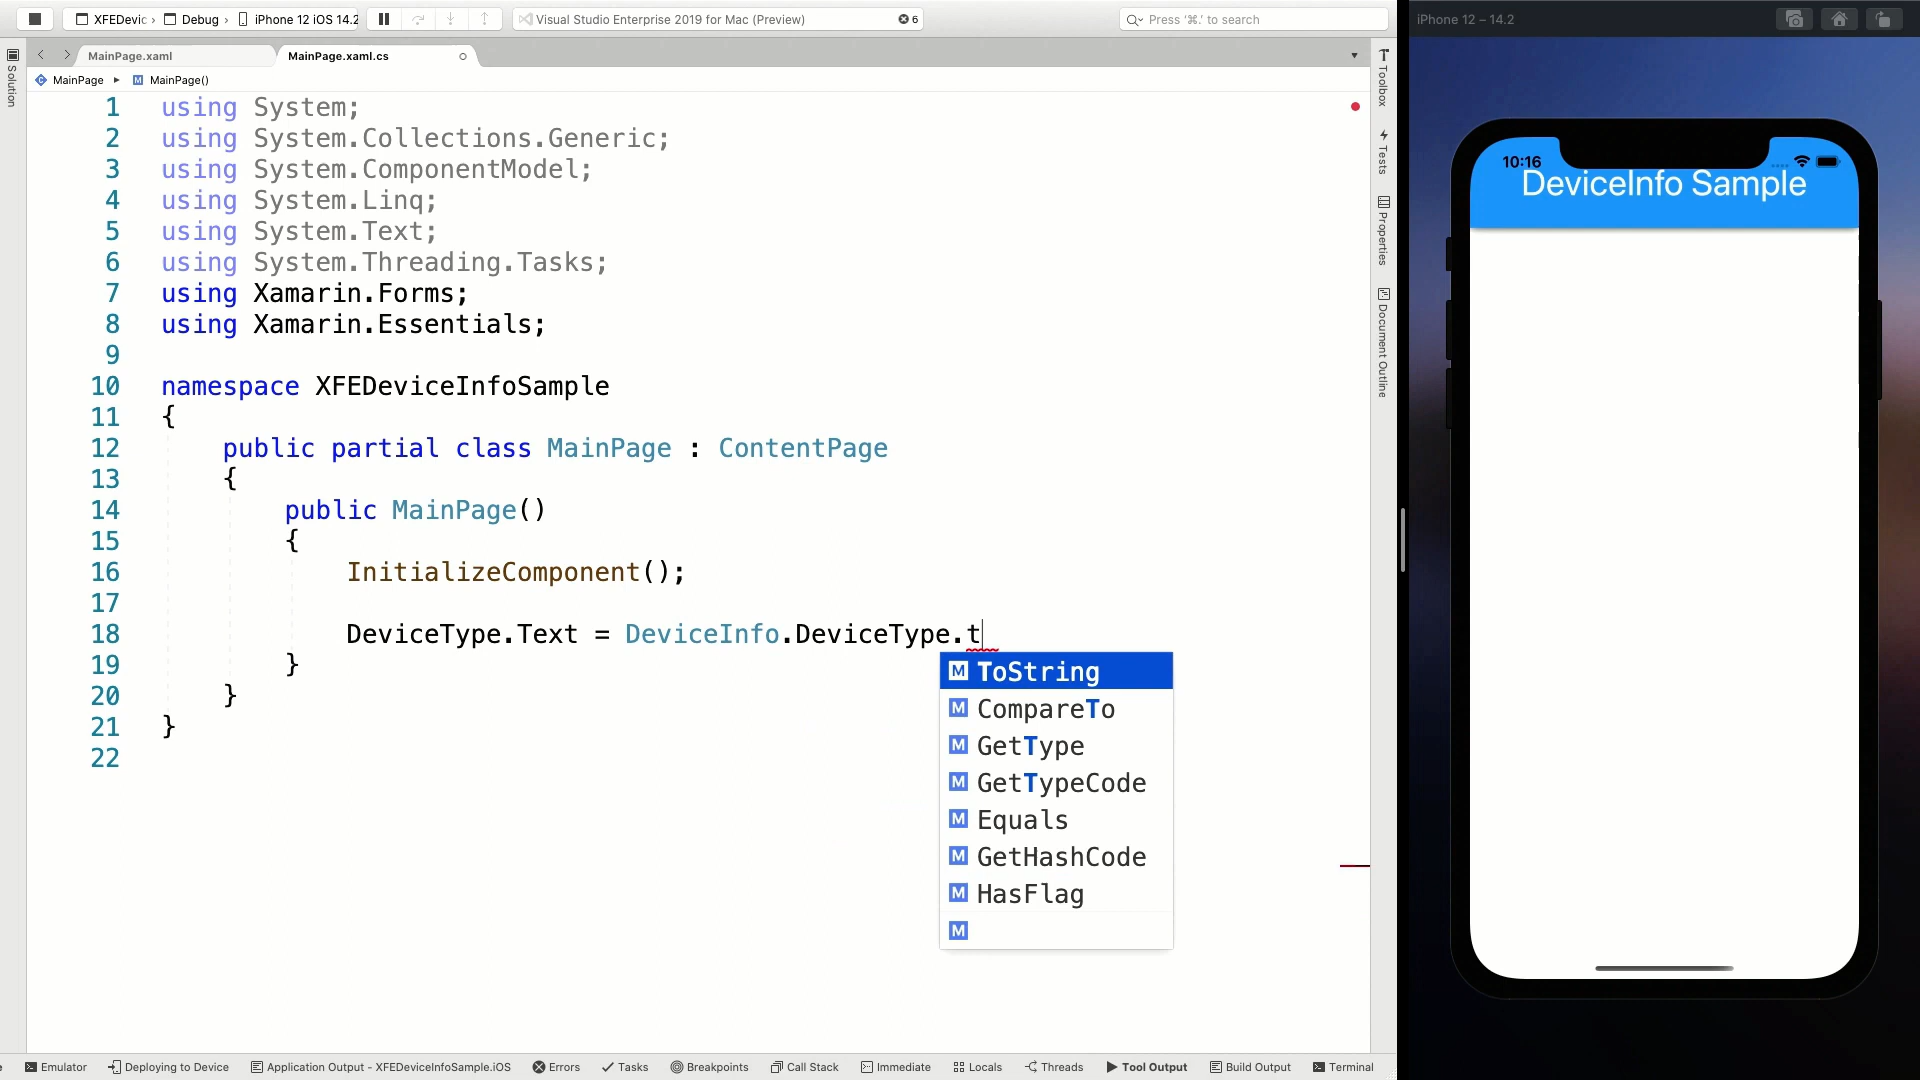 XFEDevic › Debug › iPhone 12 iOS 14.2
Visual Studio Enterprise 2019 for Mac (Preview)
6
Press ‘⌘.’ to search
iPhone 12 – 14.2
MainPage.xaml
MainPage.xaml.cs
MainPage
MainPage()
Solution
Toolbox
Tests
Properties
Document Outline
1 using System;
2 using System.Collections.Generic;
3 using System.ComponentModel;
4 using System.Linq;
5 using System.Text;
6 using System.Threading.Tasks;
7 using Xamarin.Forms;
8 using Xamarin.Essentials;
9
10 namespace XFEDeviceInfoSample
11 {
12 public partial class MainPage : ContentPage
13 {
14 public MainPage()
15 {
16 InitializeComponent();
17
18 DeviceType.Text = DeviceInfo.DeviceType.t
19 }
20 }
21 }
22
M ToString
M CompareTo
M GetType
M GetTypeCode
M Equals
M GetHashCode
M HasFlag
M
10:16
DeviceInfo Sample
Emulator
Deploying to Device
Application Output - XFEDeviceInfoSample.iOS
Errors
Tasks
Breakpoints
Call Stack
Immediate
Locals
Threads
Tool Output
Build Output
Terminal